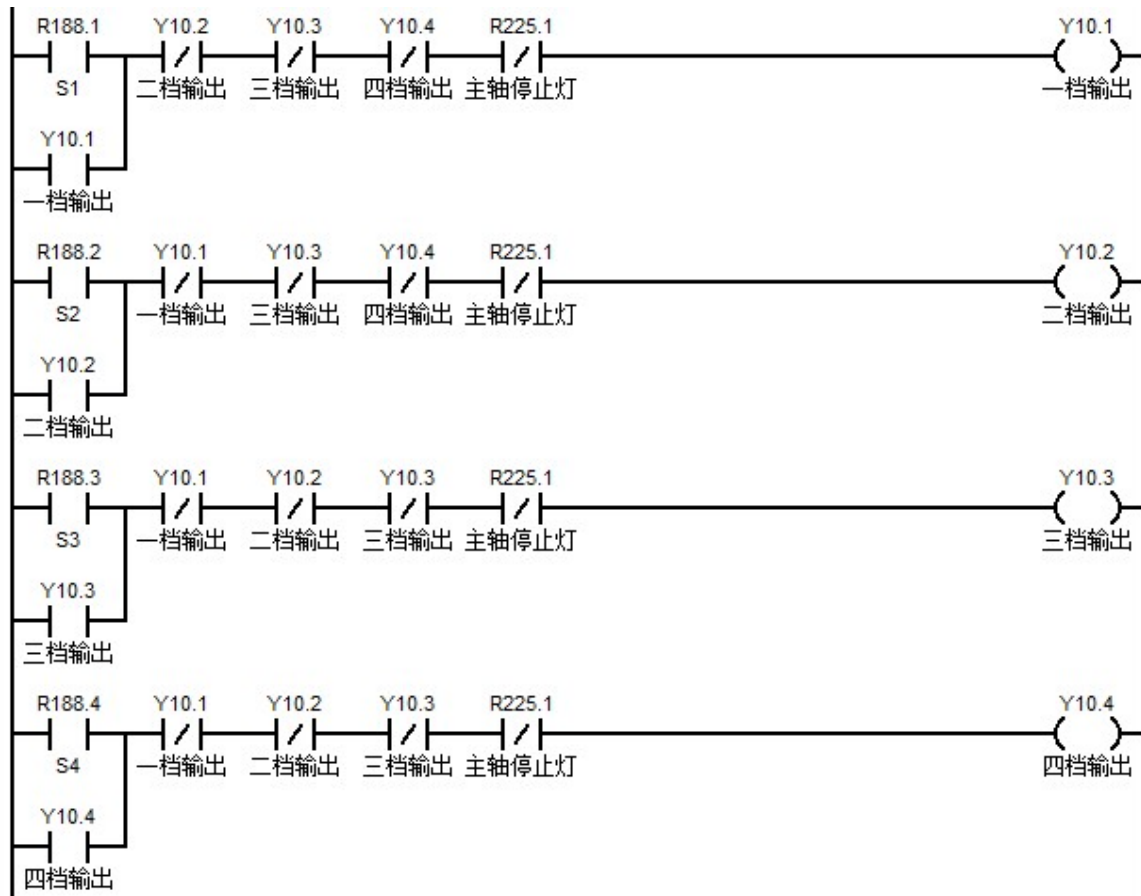 R188.1 Y10.2 Y10.3 Y10.4 R225.1 Y10.1
S1 二档输出 三档输出 四档输出 主轴停止灯 一档输出
Y10.1
一档输出
R188.2 Y10.1 Y10.3 Y10.4 R225.1 Y10.2
S2 一档输出 三档输出 四档输出 主轴停止灯 二档输出
Y10.2
二档输出
R188.3 Y10.1 Y10.2 Y10.3 R225.1 Y10.3
S3 一档输出 二档输出 三档输出 主轴停止灯 三档输出
Y10.3
三档输出
R188.4 Y10.1 Y10.2 Y10.3 R225.1 Y10.4
S4 一档输出 二档输出 三档输出 主轴停止灯 四档输出
Y10.4
四档输出